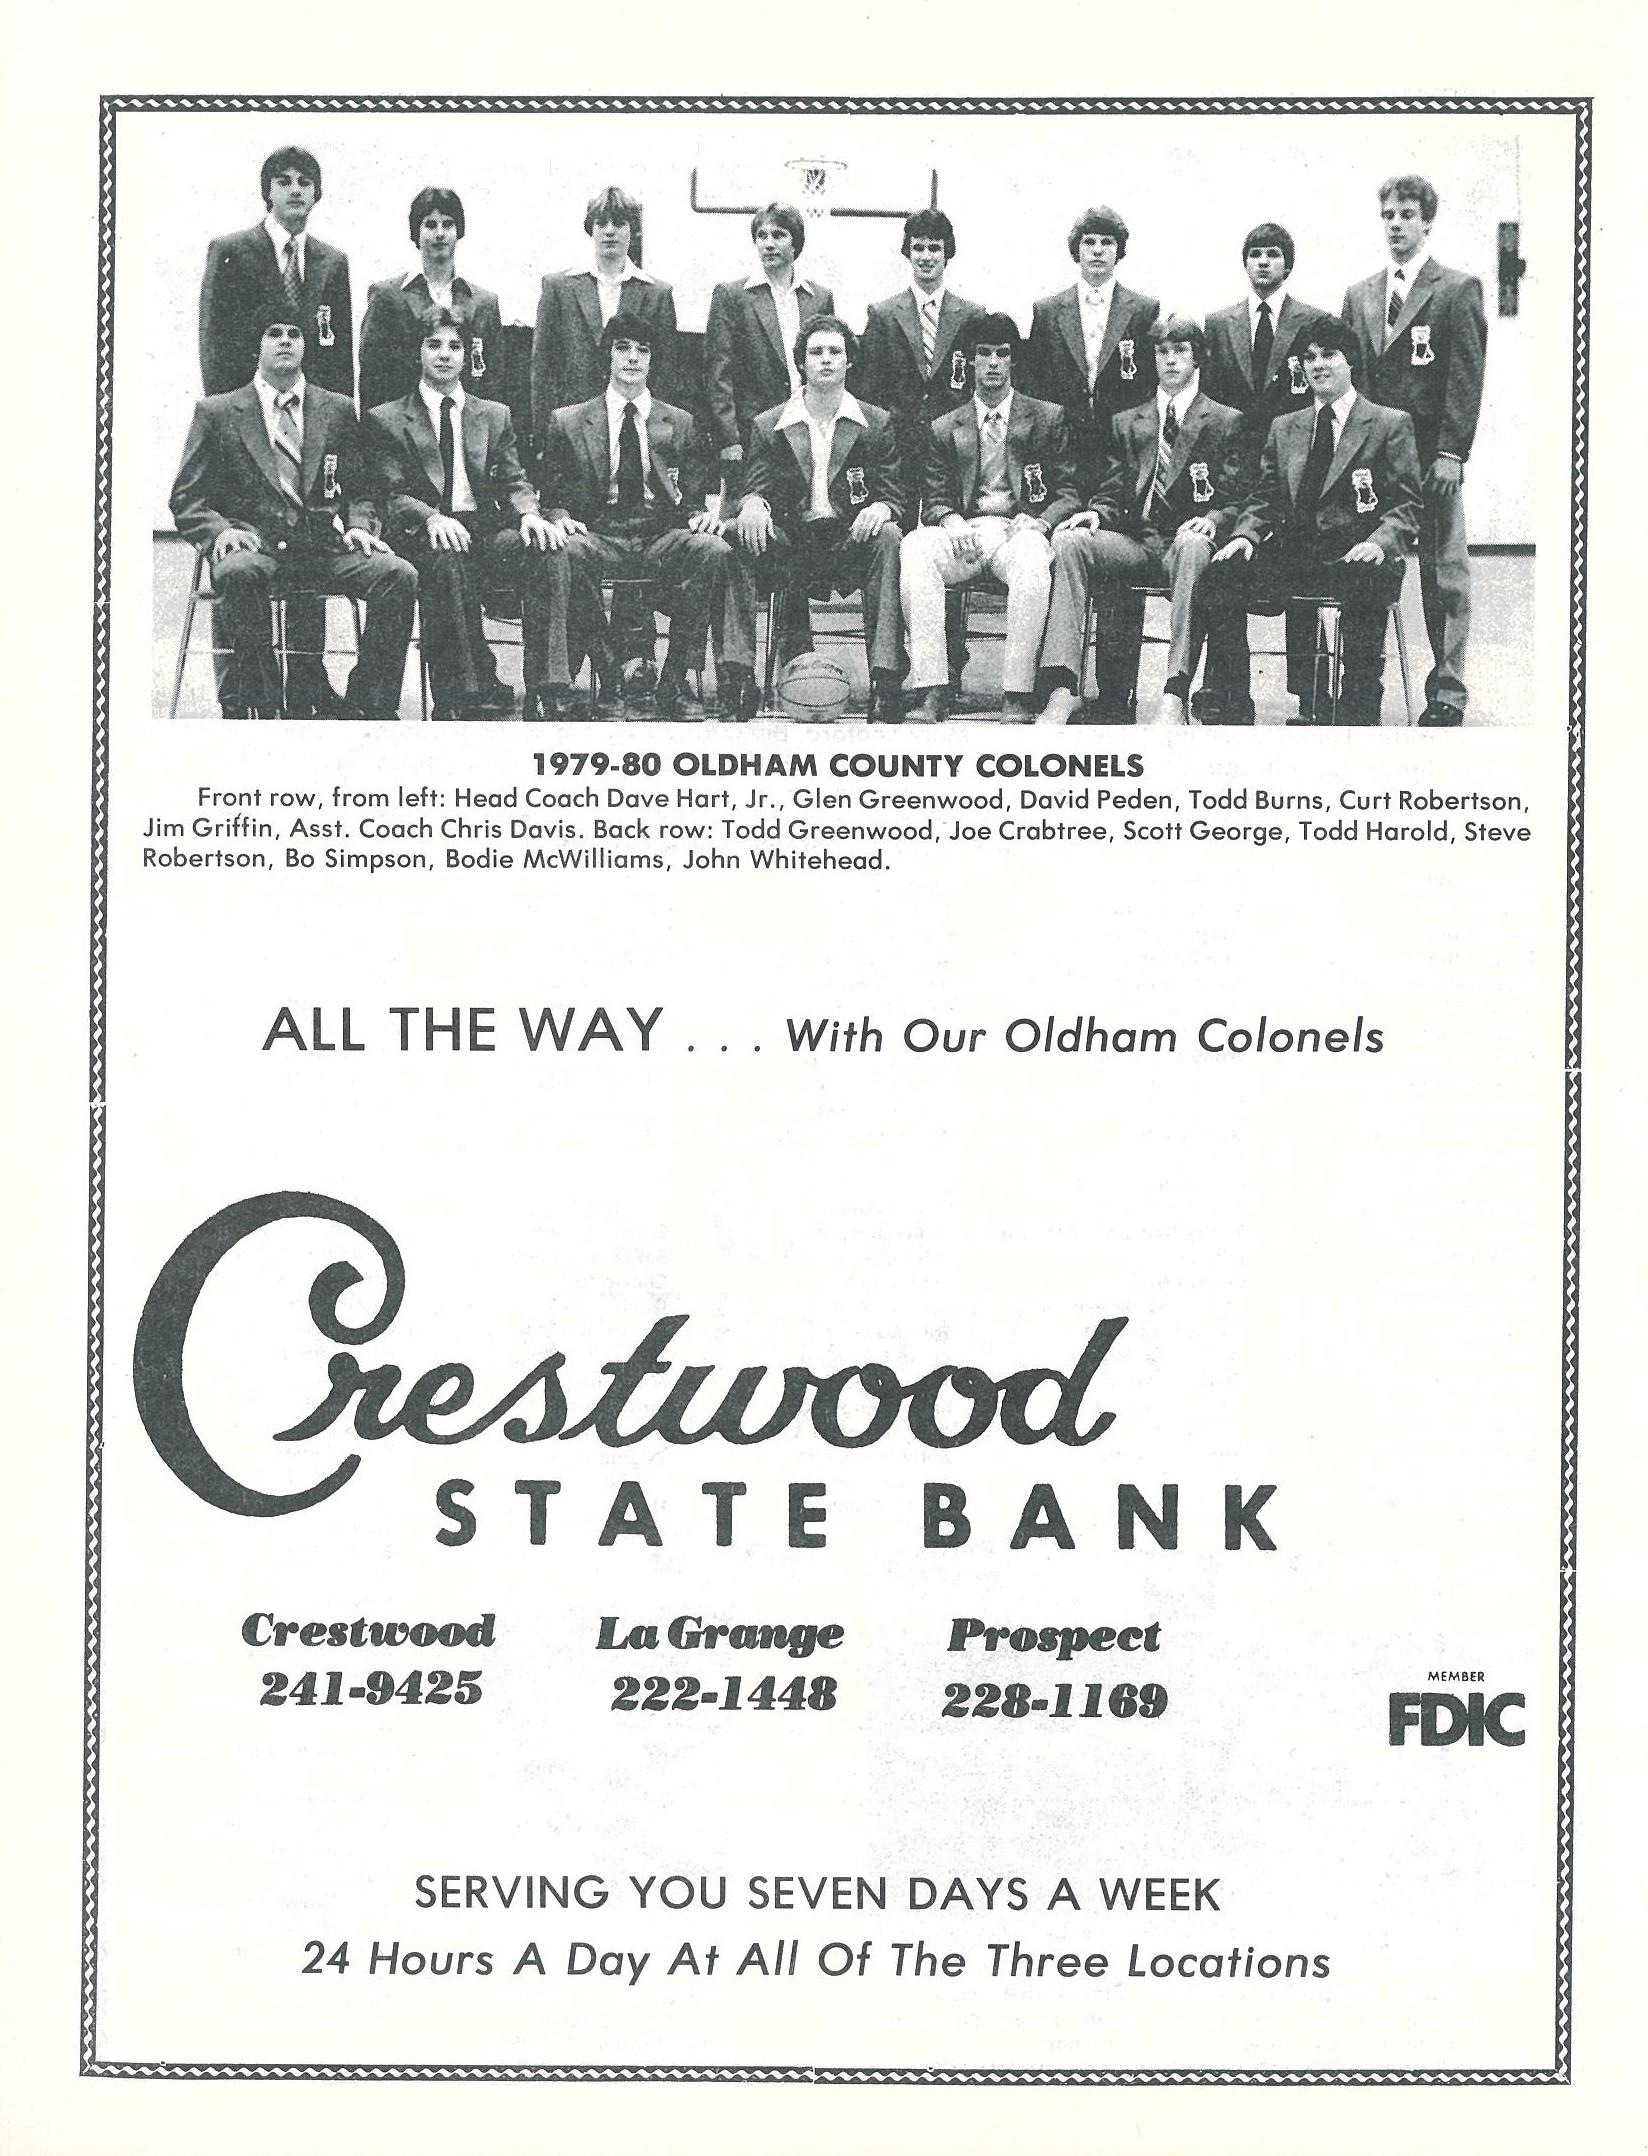 1979-80 OLDHAM COUNTY COLONELS
Front row, from left: Head Coach Dave Hart, Jr., Glen Greenwood, David Peden, Todd Burns, Curt Robertson,
Jim Griffin, Asst. Coach Chris Davis. Back row: Todd Greenwood, Joe Crabtree, Scott George, Todd Harold, Steve
Robertson, Bo Simpson, Bodie McWilliams, John Whitehead.
ALL THE WAY . . . With Our Oldham Colonels
Crestwood
STATE BANK
Crestwood La Grange Prospect
241-9425 222-1448 228-1169
MEMBER
FDIC
SERVING YOU SEVEN DAYS A WEEK
24 Hours A Day At All Of The Three Locations